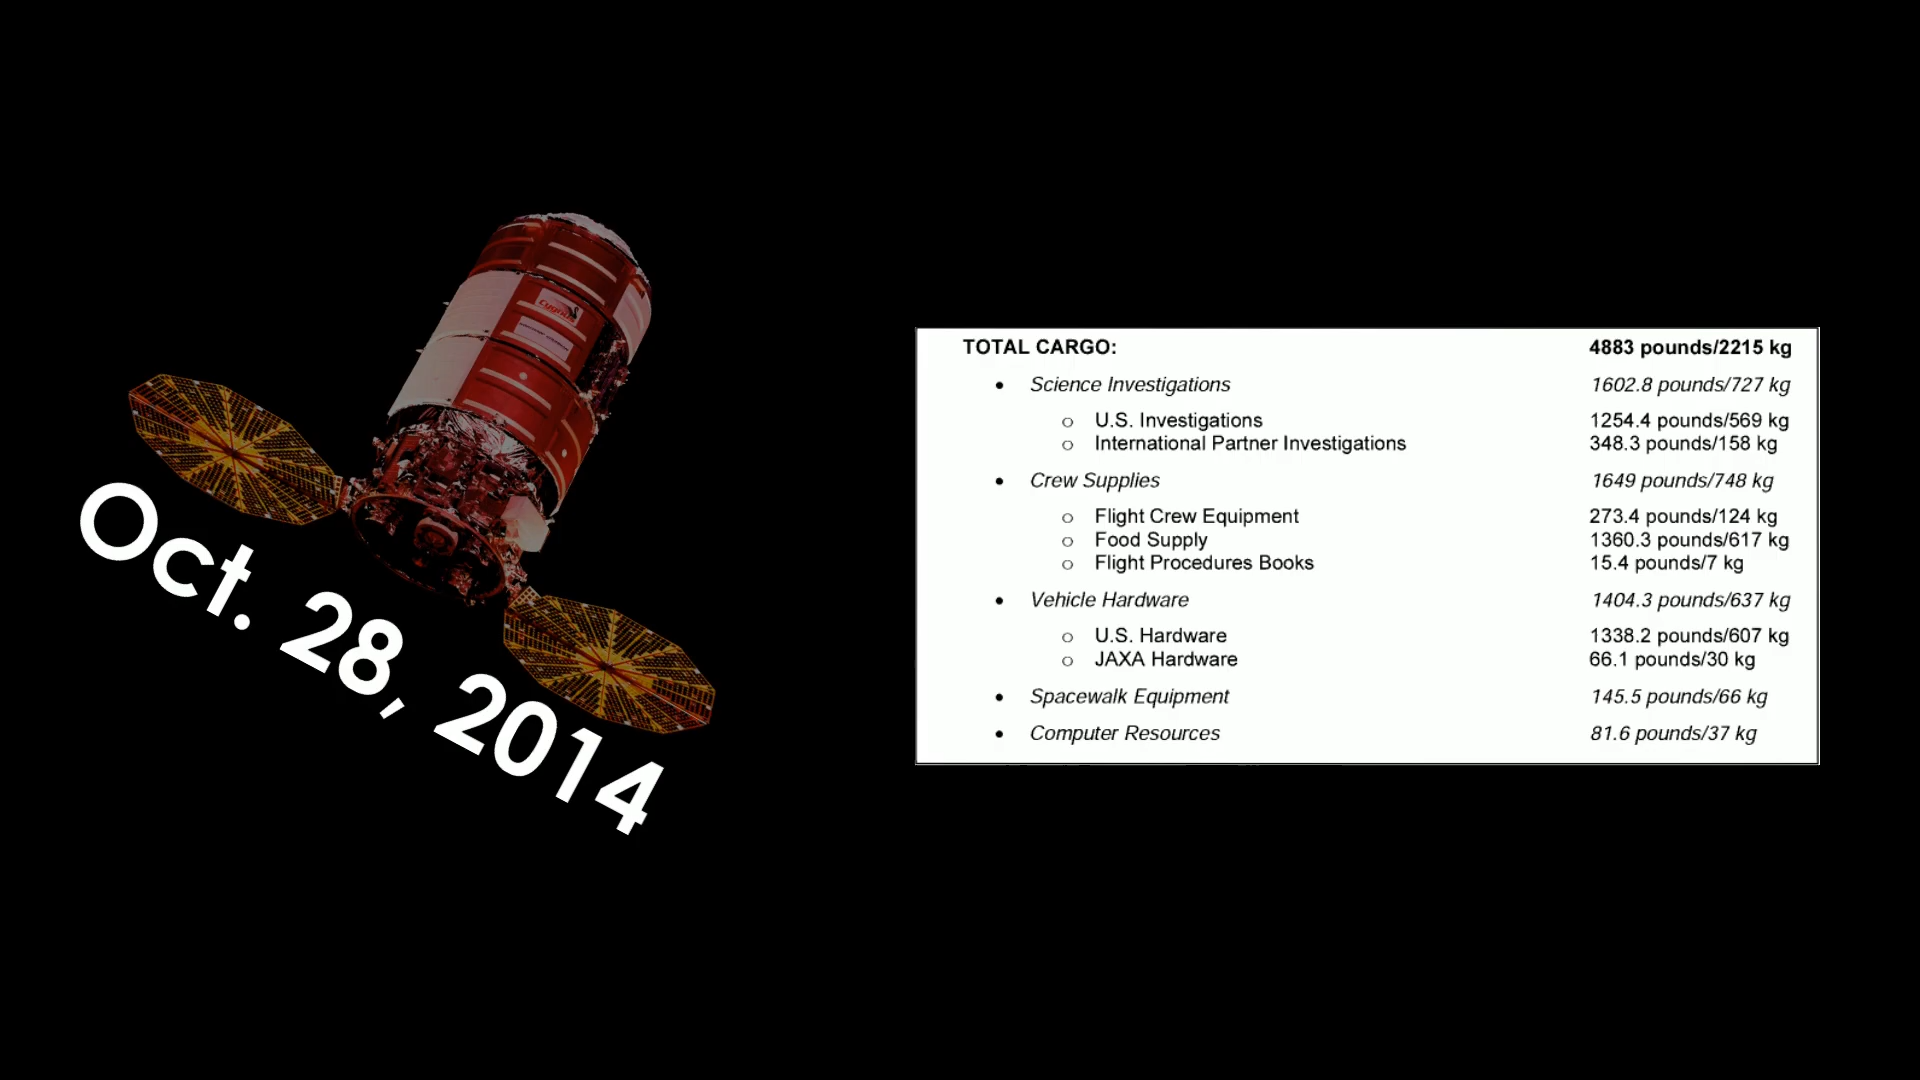 Cygnus
Oct. 28, 2014
TOTAL CARGO: 4883 pounds/2215 kg
• Science Investigations 1602.8 pounds/727 kg
o U.S. Investigations 1254.4 pounds/569 kg
o International Partner Investigations 348.3 pounds/158 kg
• Crew Supplies 1649 pounds/748 kg
o Flight Crew Equipment 273.4 pounds/124 kg
o Food Supply 1360.3 pounds/617 kg
o Flight Procedures Books 15.4 pounds/7 kg
• Vehicle Hardware 1404.3 pounds/637 kg
o U.S. Hardware 1338.2 pounds/607 kg
o JAXA Hardware 66.1 pounds/30 kg
• Spacewalk Equipment 145.5 pounds/66 kg
• Computer Resources 81.6 pounds/37 kg